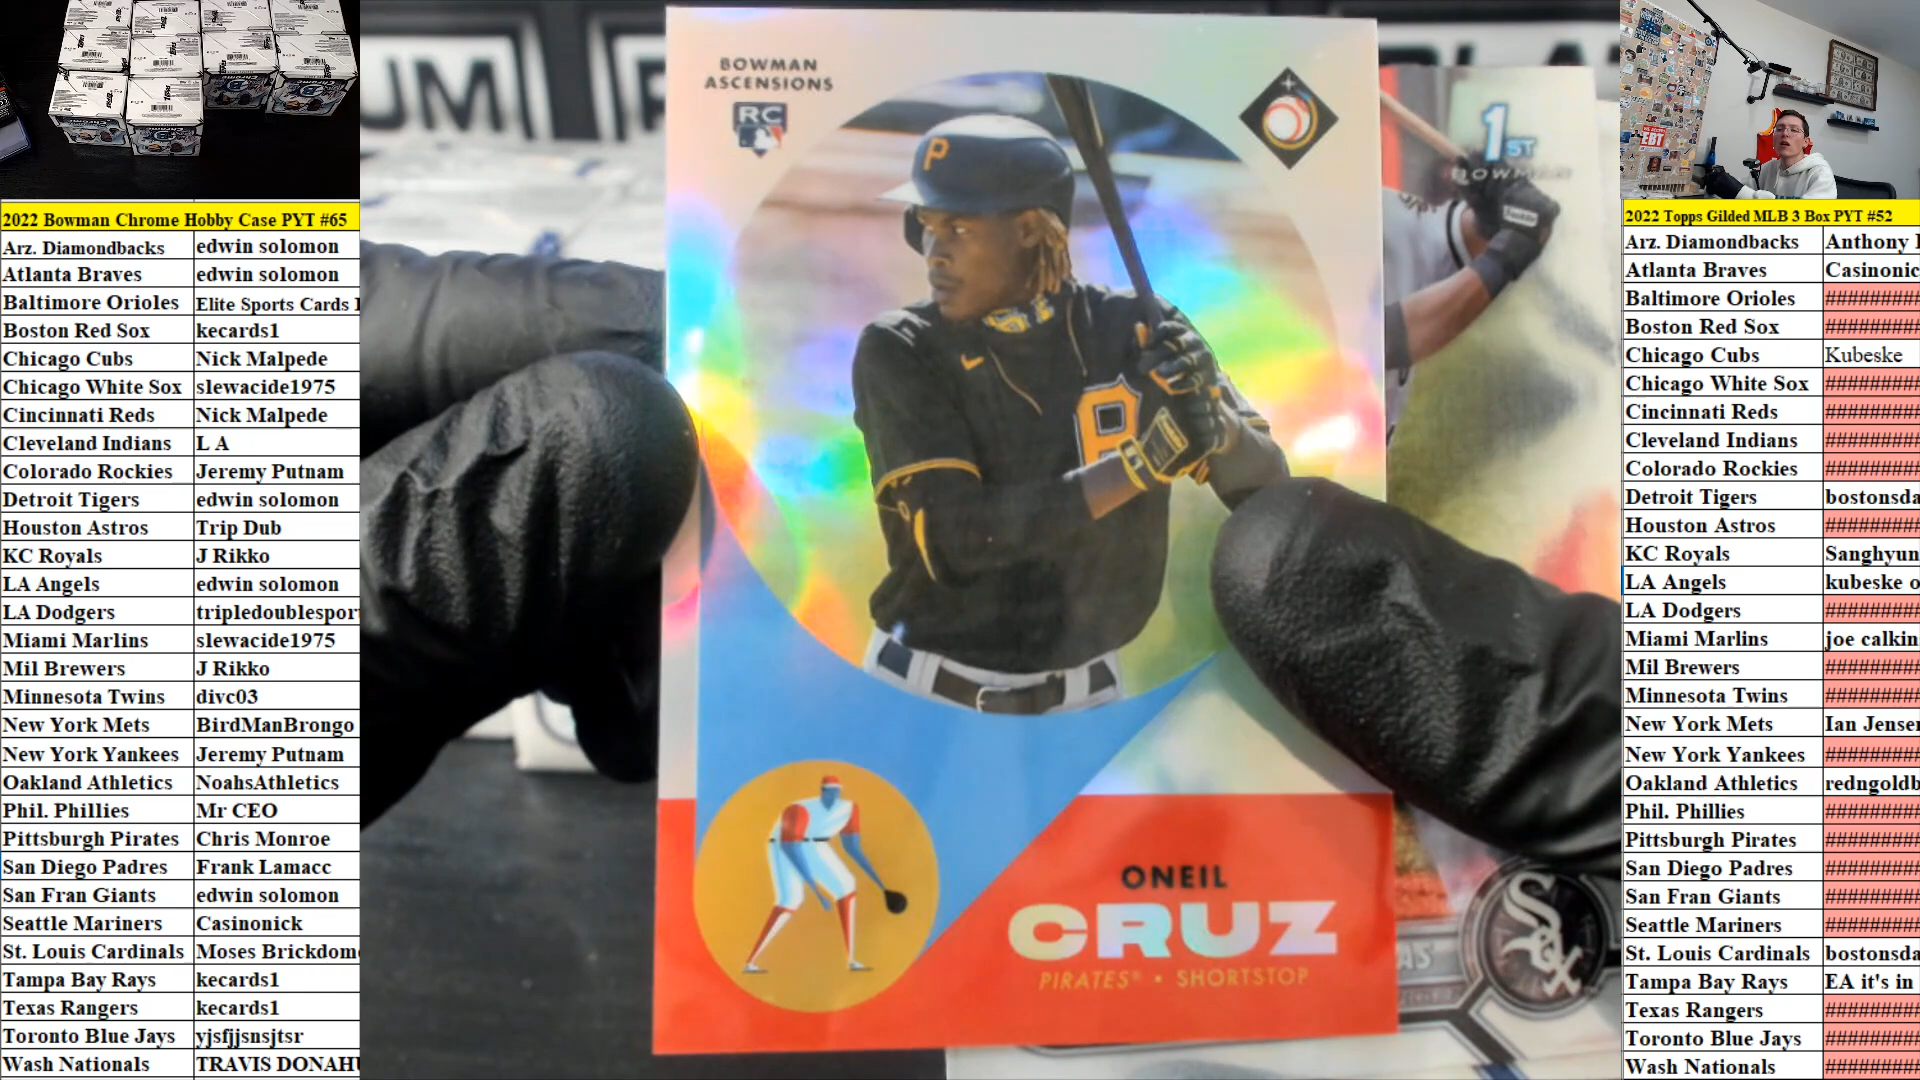 2022 Bowman Chrome Hobby Case PYT #65
Arz. Diamondbacks edwin solomon
Atlanta Braves edwin solomon
Baltimore Orioles Elite Sports Cards
Boston Red Sox kecards1
Chicago Cubs Nick Malpede
Chicago White Sox slewacide1975
Cincinnati Reds Nick Malpede
Cleveland Indians L A
Colorado Rockies Jeremy Putnam
Detroit Tigers edwin solomon
Houston Astros Trip Dub
KC Royals J Rikko
LA Angels edwin solomon
LA Dodgers tripledoublespor
Miami Marlins slewacide1975
Mil Brewers J Rikko
Minnesota Twins divc03
New York Mets BirdManBrongo
New York Yankees Jeremy Putnam
Oakland Athletics NoahsAthletics
Phil. Phillies Mr CEO
Pittsburgh Pirates Chris Monroe
San Diego Padres Frank Lamacc
San Fran Giants edwin solomon
Seattle Mariners Casinonick
St. Louis Cardinals Moses Brickdom
Tampa Bay Rays kecards1
Texas Rangers kecards1
Toronto Blue Jays yjsfjjsnsjtsr
Wash Nationals TRAVIS DONAH
BOWMAN
ASCENSIONS
RC
P
P
ONEIL
CRUZ
PIRATES® • SHORTSTOP
1ST
BOWMAN
Sox
EBT
2022 Topps Gilded MLB 3 Box PYT #52
Arz. Diamondbacks Anthony
Atlanta Braves Casinonic
Baltimore Orioles #########
Boston Red Sox #########
Chicago Cubs Kubeske
Chicago White Sox #########
Cincinnati Reds #########
Cleveland Indians #########
Colorado Rockies #########
Detroit Tigers bostonsda
Houston Astros #########
KC Royals Sanghyun
LA Angels kubeske o
LA Dodgers #########
Miami Marlins joe calkin
Mil Brewers #########
Minnesota Twins #########
New York Mets Ian Jensen
New York Yankees #########
Oakland Athletics redngoldb
Phil. Phillies #########
Pittsburgh Pirates #########
San Diego Padres #########
San Fran Giants #########
Seattle Mariners #########
St. Louis Cardinals bostonsda
Tampa Bay Rays EA it's in
Texas Rangers #########
Toronto Blue Jays #########
Wash Nationals #########